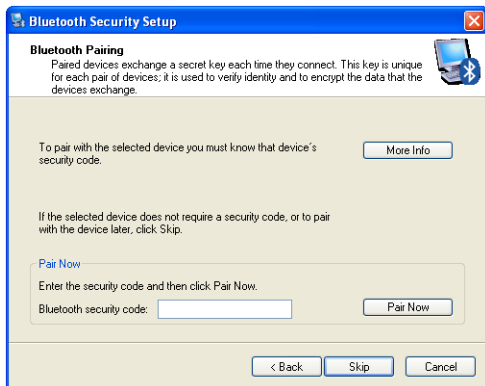 Bluetooth Security Setup
Bluetooth Pairing
Paired devices exchange a secret key each time they connect. This key is unique
for each pair of devices; it is used to verify identity and to encrypt the data that the
devices exchange.
To pair with the selected device you must know that device's
security code.
More Info
If the selected device does not require a security code, or to pair
with the device later, click Skip.
Pair Now
Enter the security code and then click Pair Now.
Bluetooth security code:
Pair Now
< Back
Skip
Cancel